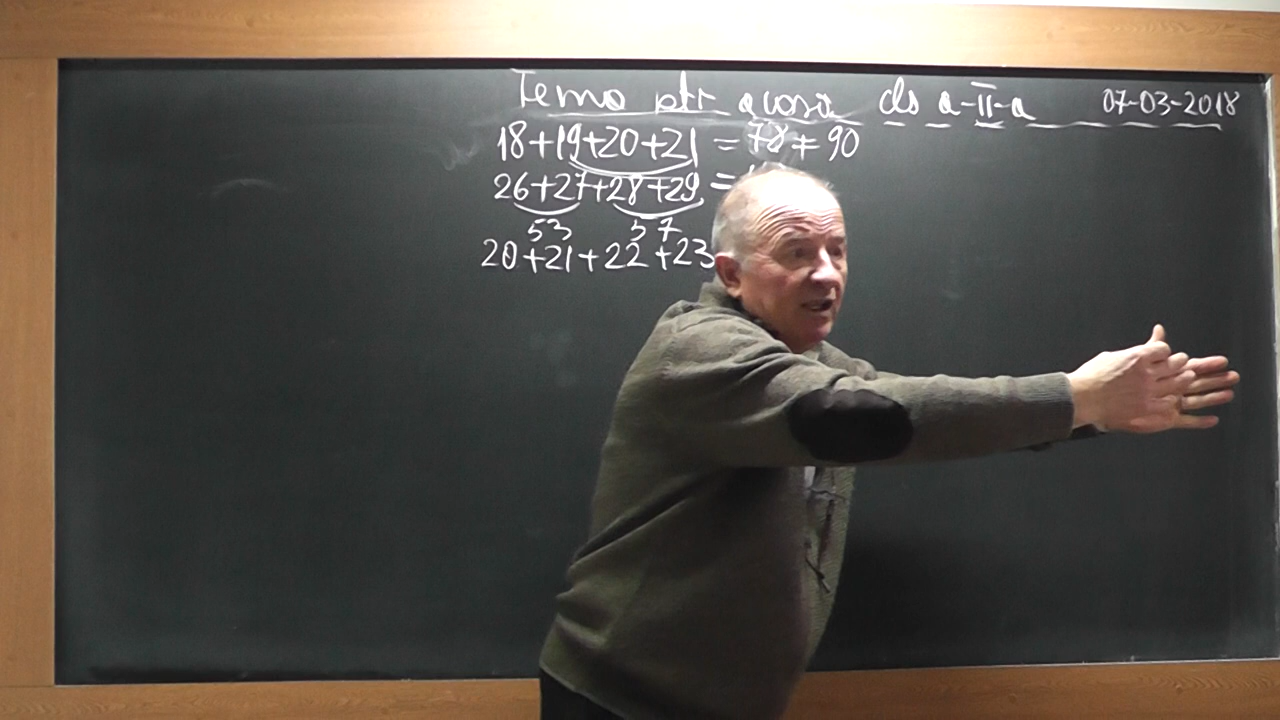 Tema ptr acasă cls a-II-a 07-03-2018
18+19+20+21 = 78 ≠ 90
26+27+28+29 =
53 57
20+21+22+23